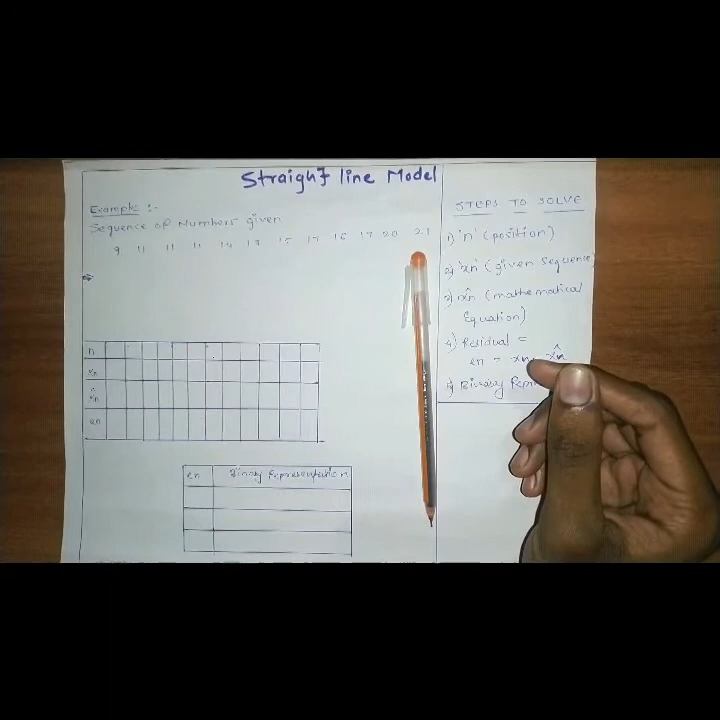 Straight line Model
Example :-
Sequence of Numbers given
9 11 11 11 14 13 15 17 16 17 20 21
n
xn
x̂n
en
en Binary Representation
STEPS TO SOLVE
1) 'n' (position)
2) 'xn' (given sequence)
3) x̂n (mathematical
Equation)
4) Residual =
en = xn - x̂n
5) Binary